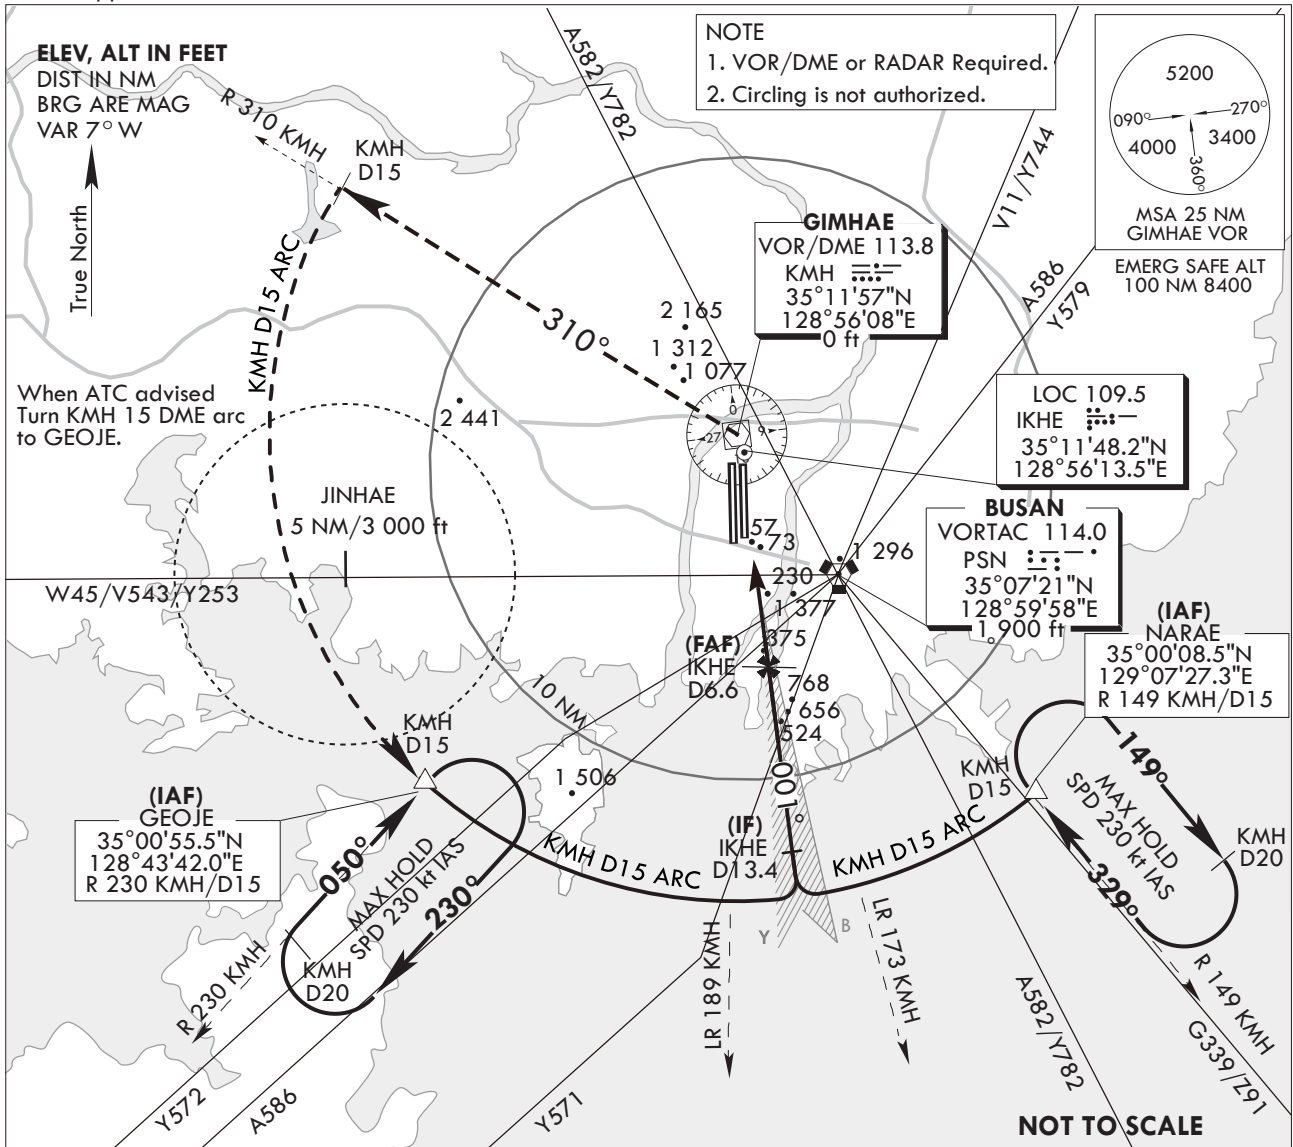 ELEV, ALT IN FEET
DIST IN NM
BRG ARE MAG
VAR 7° W
True North
NOTE
1. VOR/DME or RADAR Required.
2. Circling is not authorized.
5200
090°
270°
4000
3400
360°
MSA 25 NM
GIMHAE VOR
EMERG SAFE ALT
100 NM 8400
A582/Y782
V11/Y744
A586
Y579
R 310 KMH
KMH
D15
KMH D15 ARC
310°
GIMHAE
VOR/DME 113.8
KMH
35°11'57"N
128°56'08"E
0 ft
2 165
1 312
1 077
2 441
0
9
27
When ATC advised
Turn KMH 15 DME arc
to GEOJE.
LOC 109.5
IKHE
35°11'48.2"N
128°56'13.5"E
JINHAE
5 NM/3 000 ft
BUSAN
VORTAC 114.0
PSN
35°07'21"N
128°59'58"E
1,900 ft
57
73
1 296
230
1 377
375
W45/V543/Y253
(FAF)
IKHE
D6.6
768
656
524
10 NM
(IAF)
NARAE
35°00'08.5"N
129°07'27.3"E
R 149 KMH/D15
KMH
D15
KMH
D15
149°
MAX HOLD
SPD 230 kt IAS
329°
KMH
D20
(IAF)
GEOJE
35°00'55.5"N
128°43'42.0"E
R 230 KMH/D15
1 506
001°
(IF)
IKHE
D13.4
KMH D15 ARC
KMH D15 ARC
050°
MAX HOLD
SPD 230 kt IAS
230°
KMH
D20
R 230 KMH
Y
B
LR 189 KMH
LR 173 KMH
R 149 KMH
G339/Z91
A582/Y782
Y572
A586
Y571
NOT TO SCALE